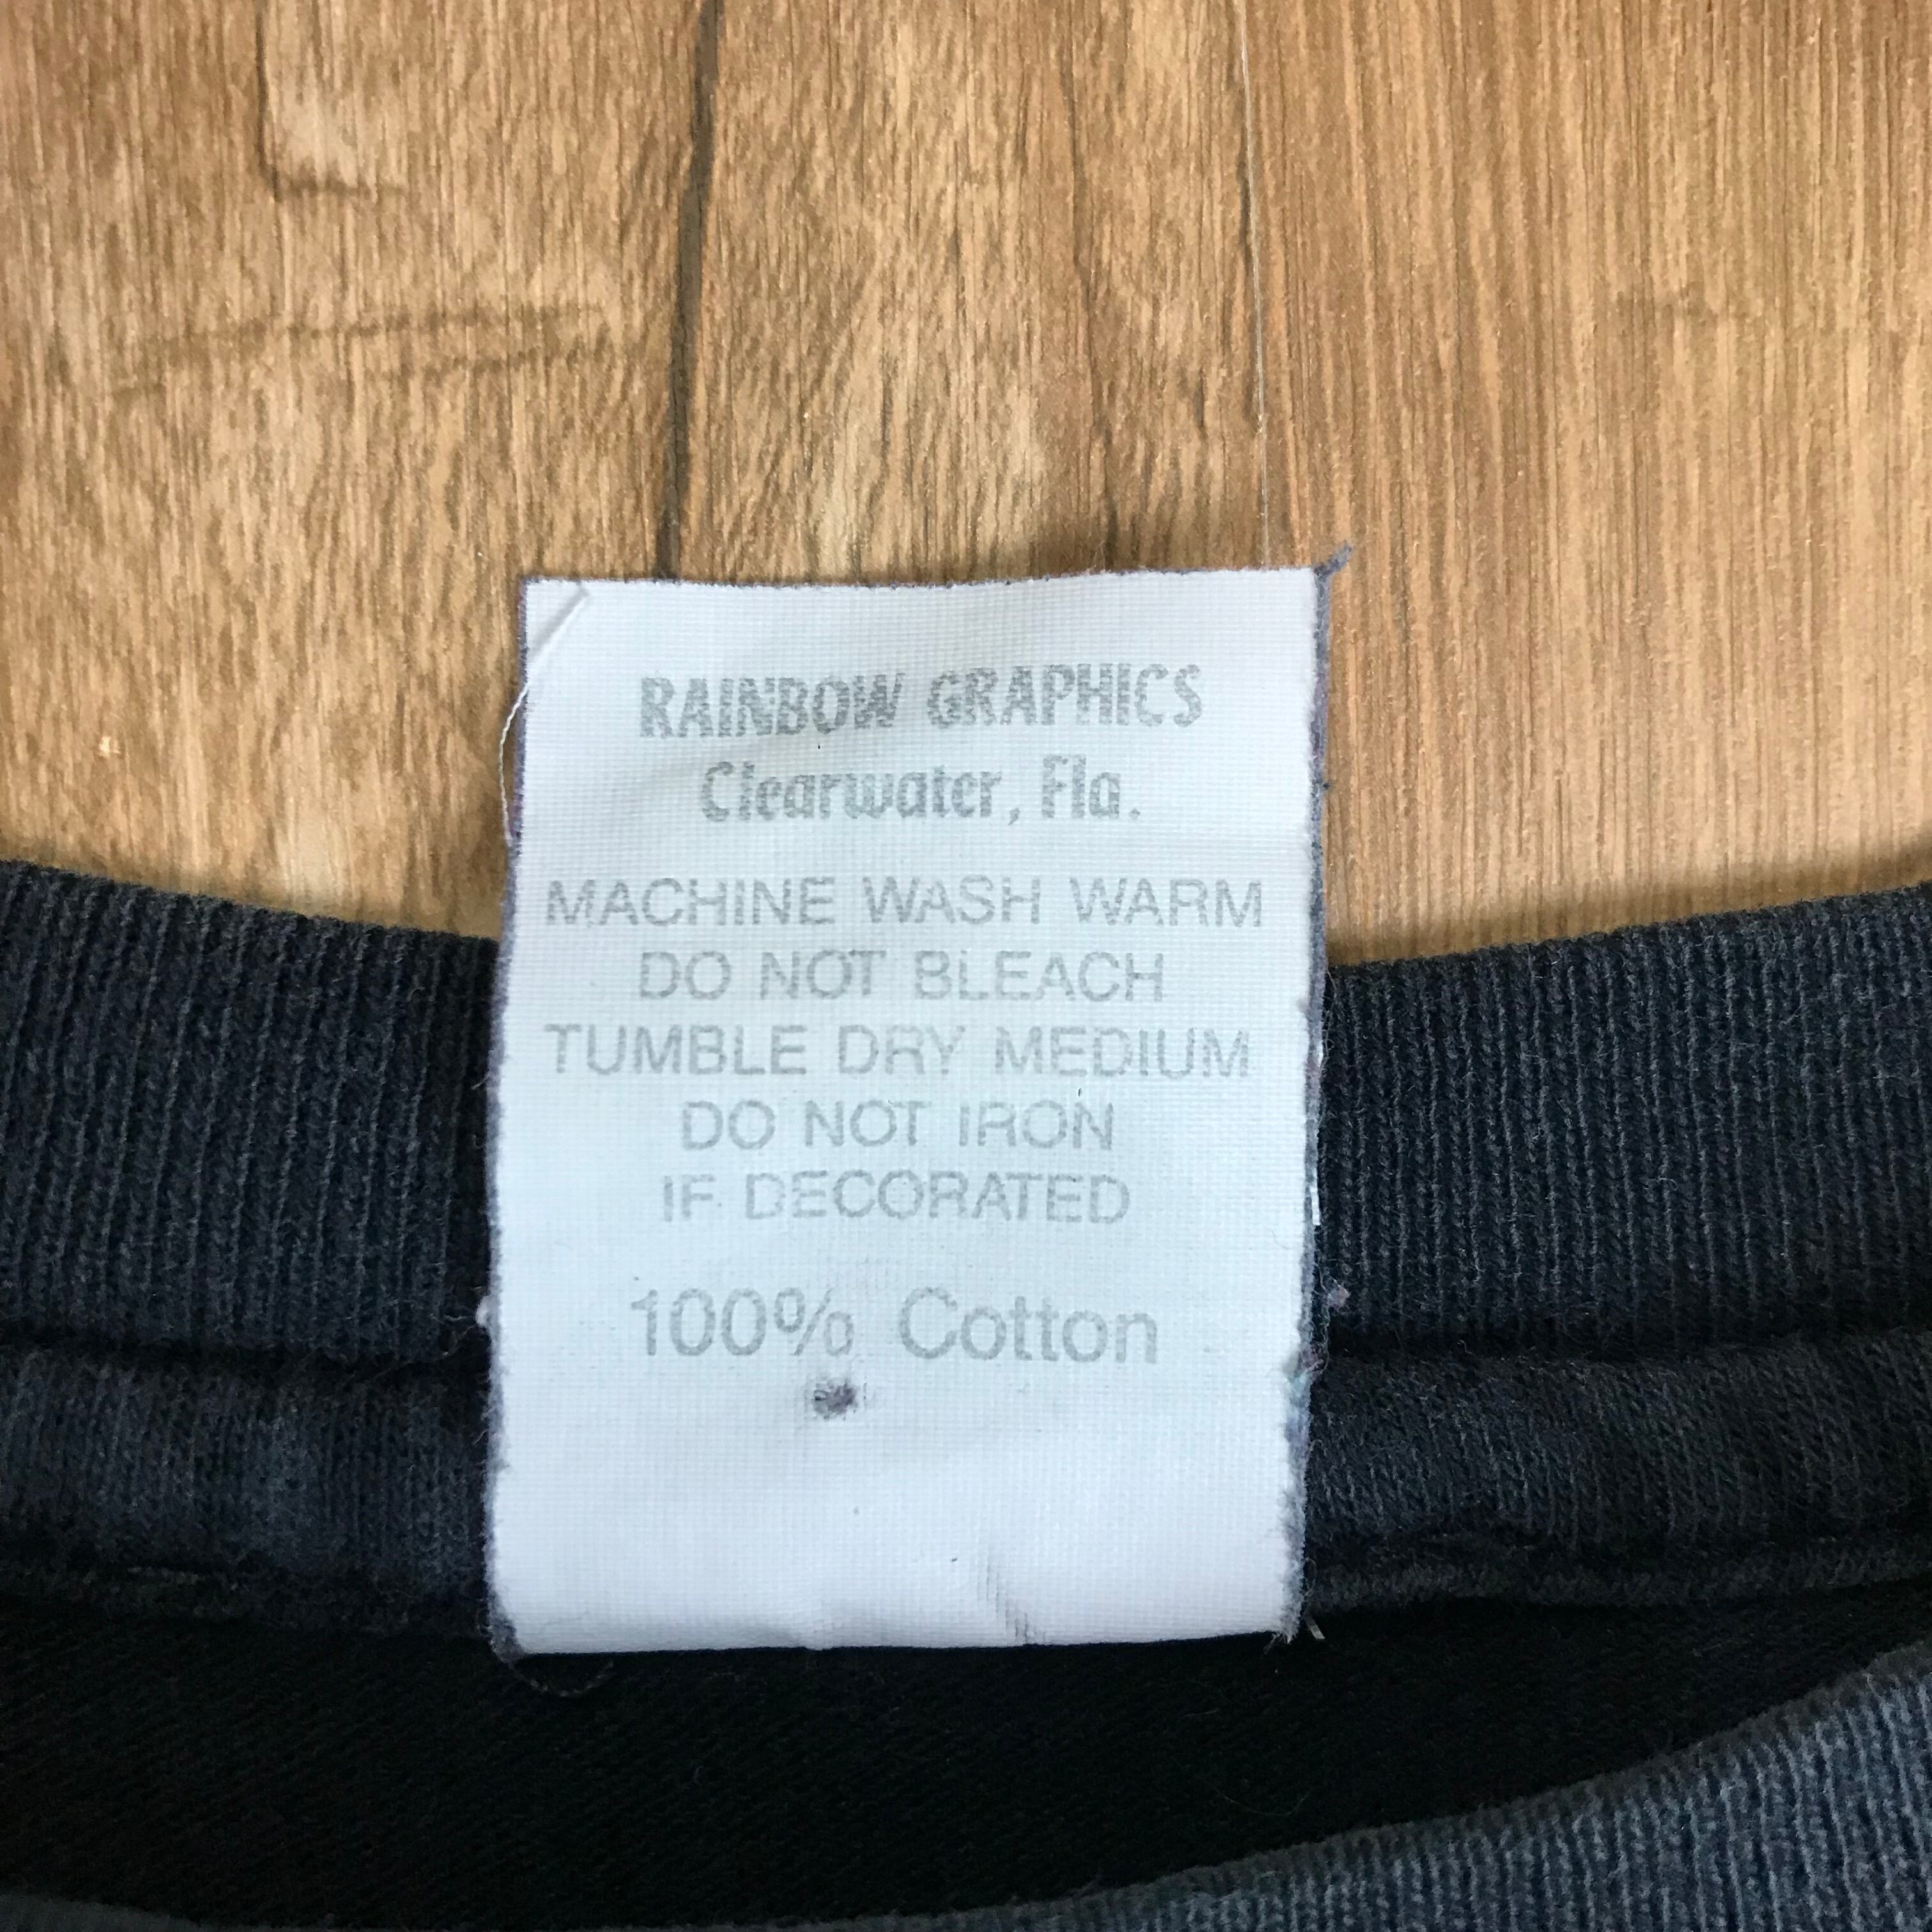 RAINBOW GRAPHICS
Clearwater, Fla.
MACHINE WASH WARM
DO NOT BLEACH
TUMBLE DRY MEDIUM
DO NOT IRON
IF DECORATED
100% Cotton